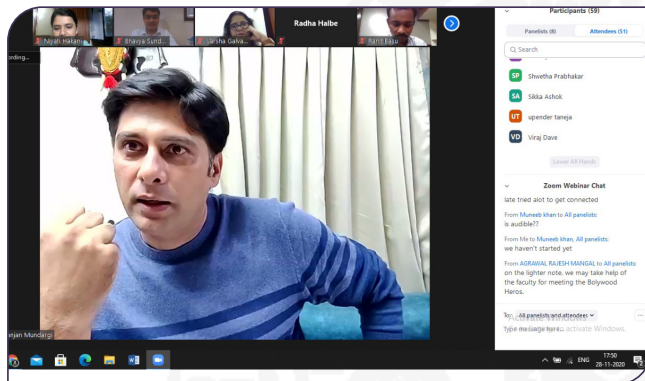 Niyati Hakani
Bhavya Sund...
Varsha Galva...
Radha Halbe
Ranit Basu
ording...
anjan Mundargi
Participants (59)
Panelists (8)
Attendees (51)
Search
SP Shwetha Prabhakar
SA Sikka Ashok
UT upender taneja
VD Viraj Dave
Lower All Hands
Zoom Webinar Chat
late tried alot to get connected
From Muneeb khan to All panelists:
is audible??
From Me to Muneeb khan, All panelists:
we haven't started yet
From AGRAWAL RAJESH MANGAL to All panelists:
on the lighter note, we may take help of
the faculty for meeting the Bolywood
Heros.
To: All panelists and attendees
Activate Windows
Type message here...
activate Windows.
ENG
17:50
28-11-2020